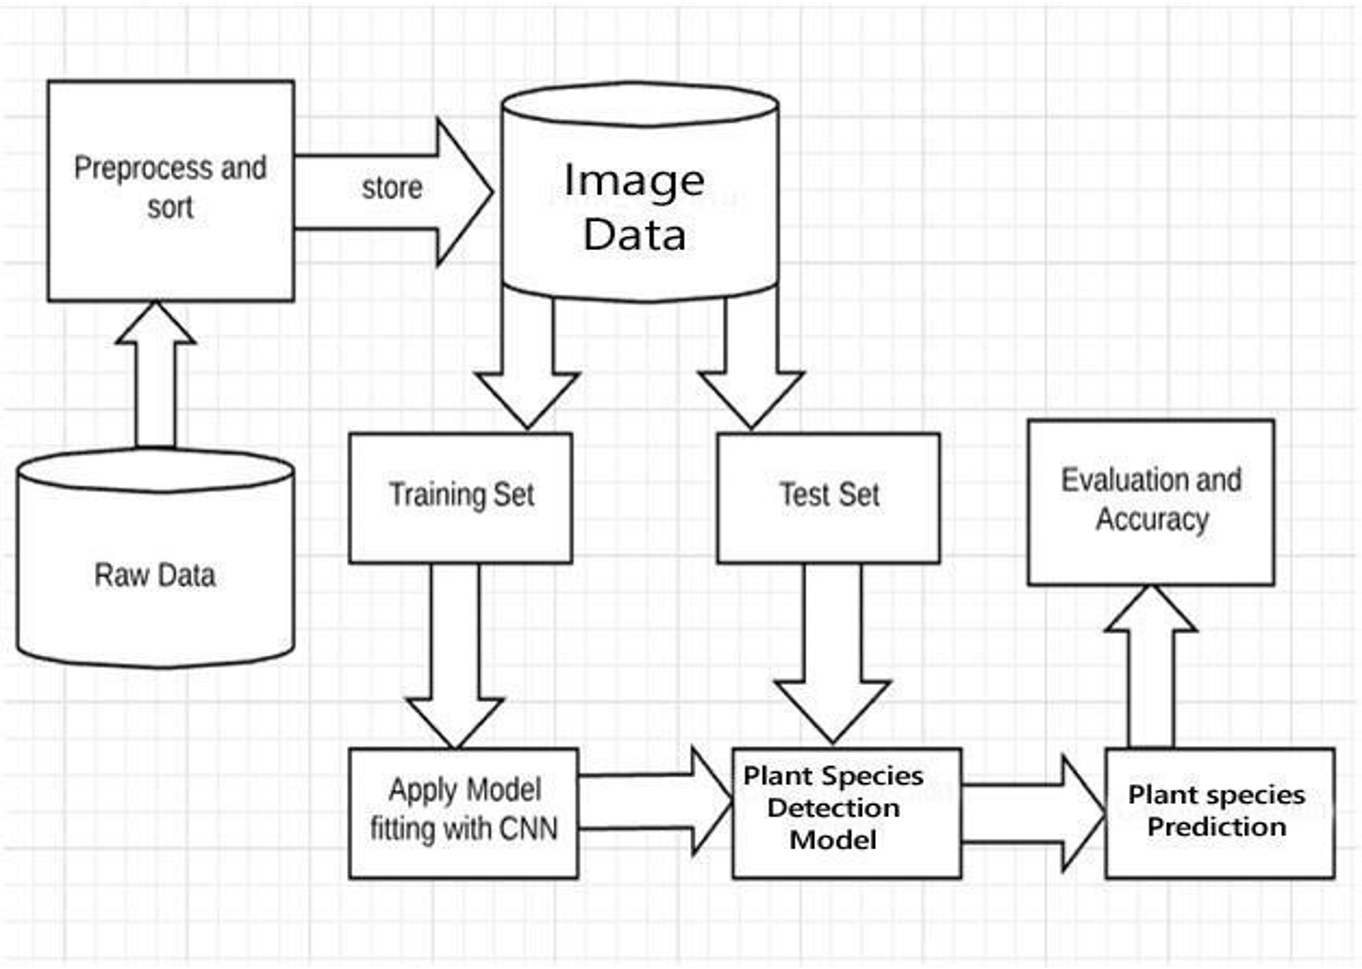 Preprocess and
sort
store
Image
Data
Raw Data
Training Set
Test Set
Evaluation and
Accuracy
Apply Model
fitting with CNN
Plant Species
Detection
Model
Plant species
Prediction